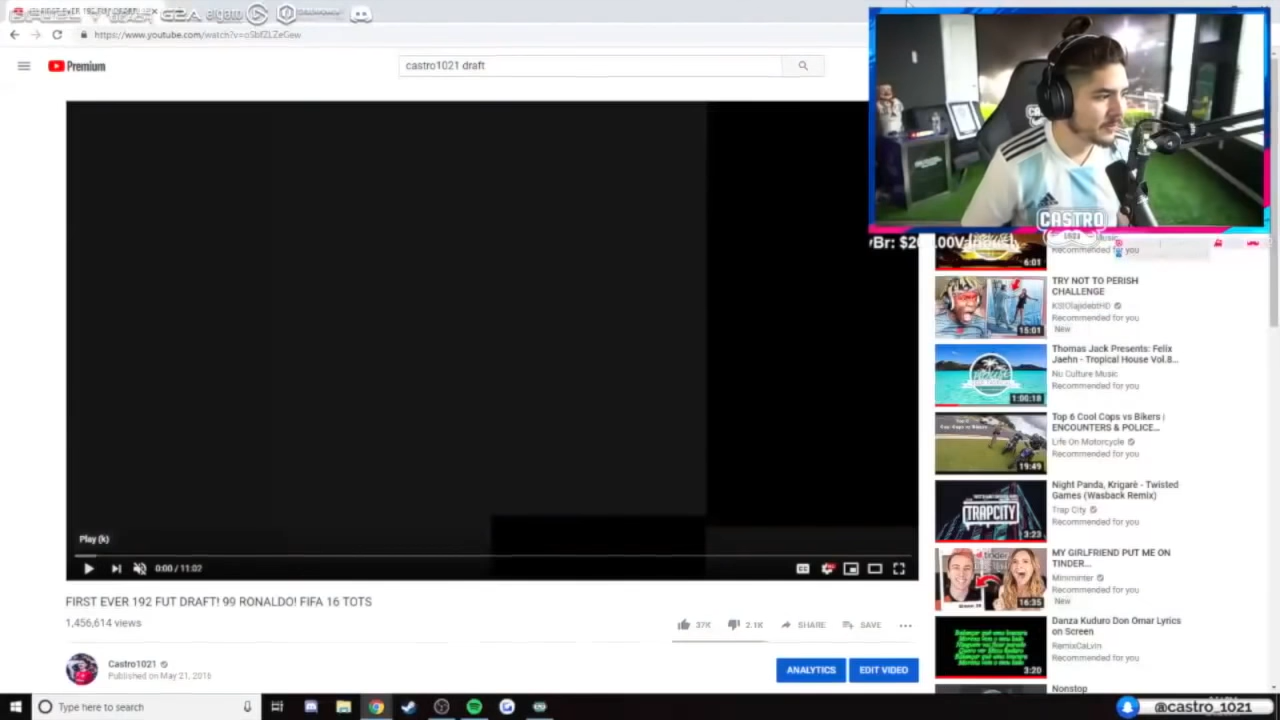 https://www.youtube.com/watch?v=oSbfZLZeGew
Premium
castro1021 draft
CASTRO
6:01
Recommended for you
TRY NOT TO PERISH
CHALLENGE
KSIOlajidebtHD
Recommended for you
New
15:01
Thomas Jack Presents: Felix
Jaehn - Tropical House Vol.8...
Nu Culture Music
Recommended for you
1:00:18
Top 6 Cool Cops vs Bikers |
ENCOUNTERS & POLICE...
Life On Motorcycle
Recommended for you
19:49
Night Panda, Krigarè - Twisted
Games (Wasback Remix)
Trap City
Recommended for you
TRAPCITY
3:23
MY GIRLFRIEND PUT ME ON
TINDER...
Miniminter
Recommended for you
New
16:35
Danza Kuduro Don Omar Lyrics
on Screen
RemixCaLvin
Recommended for you
3:20
Nonstop
Play (k)
0:00 / 11:02
FIRST EVER 192 FUT DRAFT! 99 RONALDO! FIFA 16 TOTS
1,456,614 views
37K
2.1K
SHARE
SAVE
Castro1021
Published on May 21, 2016
ANALYTICS
EDIT VIDEO
Type here to search
@castro_1021